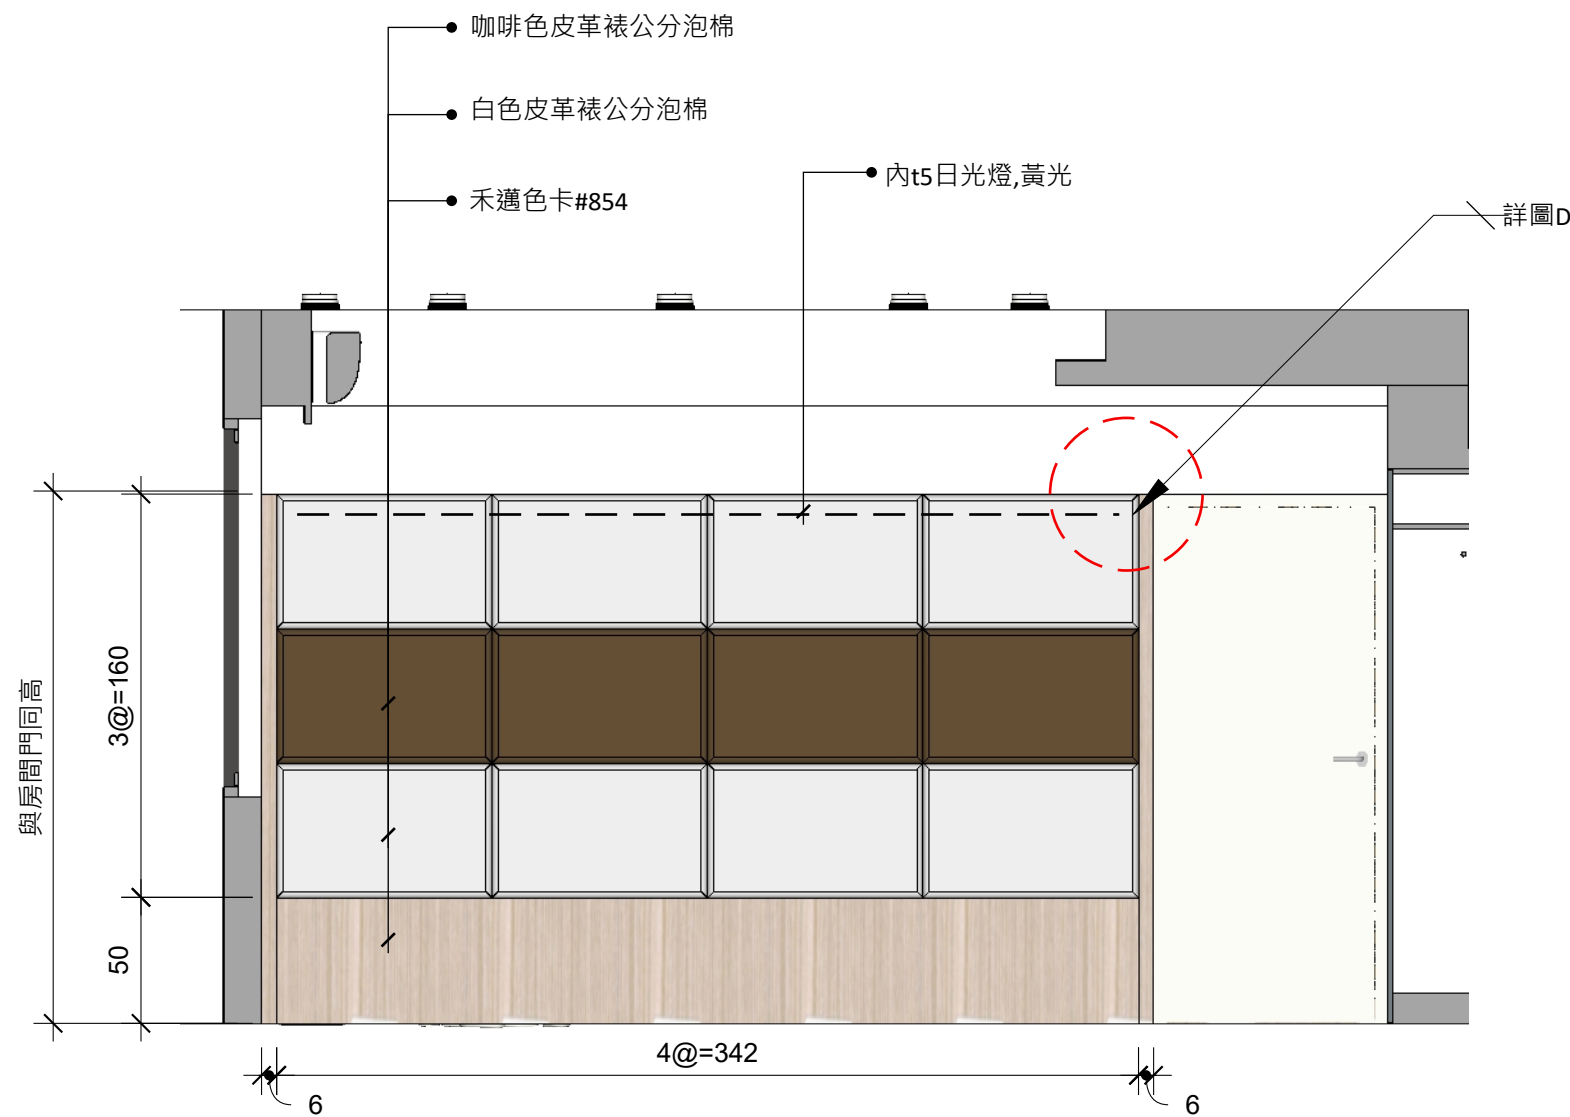 咖啡色皮革裱公分泡棉
白色皮革裱公分泡棉
內t5日光燈,黃光
禾邁色卡#854
詳圖D
與房間門同高
3@=160
50
4@=342
6
6